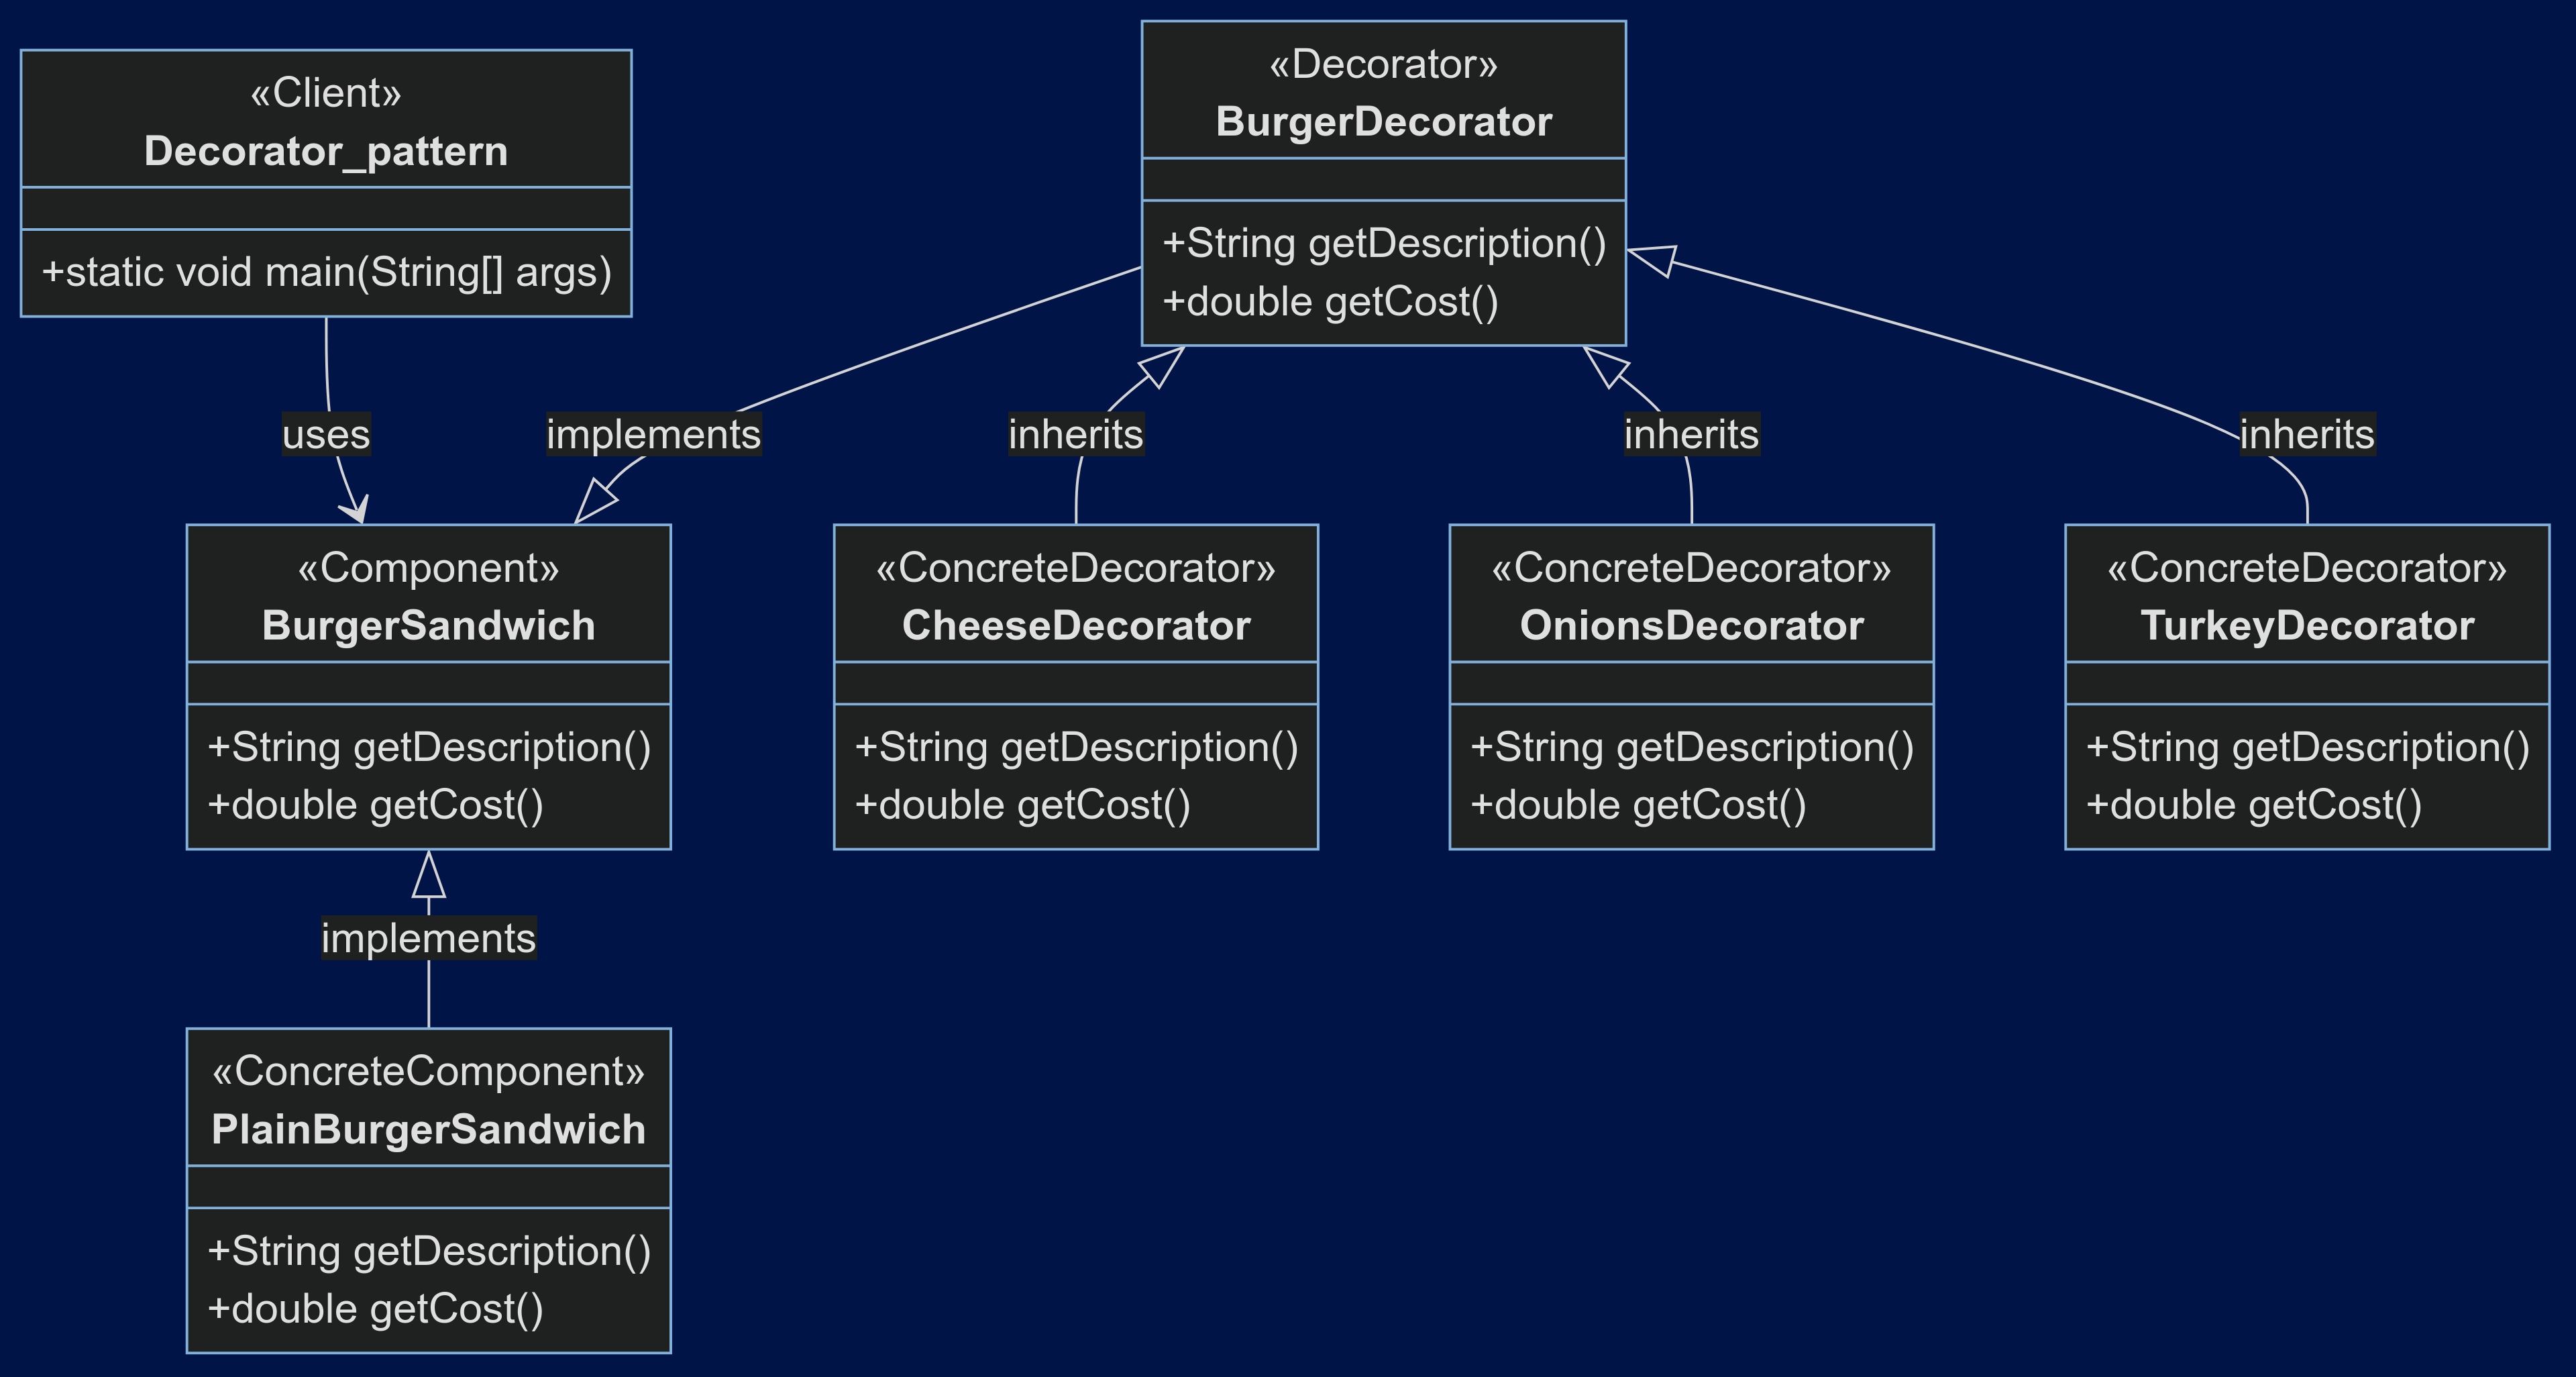 «Client»
Decorator_pattern
+static void main(String[] args)
«Decorator»
BurgerDecorator
+String getDescription()
+double getCost()
uses
implements
inherits
inherits
inherits
«Component»
BurgerSandwich
+String getDescription()
+double getCost()
«ConcreteDecorator»
CheeseDecorator
+String getDescription()
+double getCost()
«ConcreteDecorator»
OnionsDecorator
+String getDescription()
+double getCost()
«ConcreteDecorator»
TurkeyDecorator
+String getDescription()
+double getCost()
implements
«ConcreteComponent»
PlainBurgerSandwich
+String getDescription()
+double getCost()